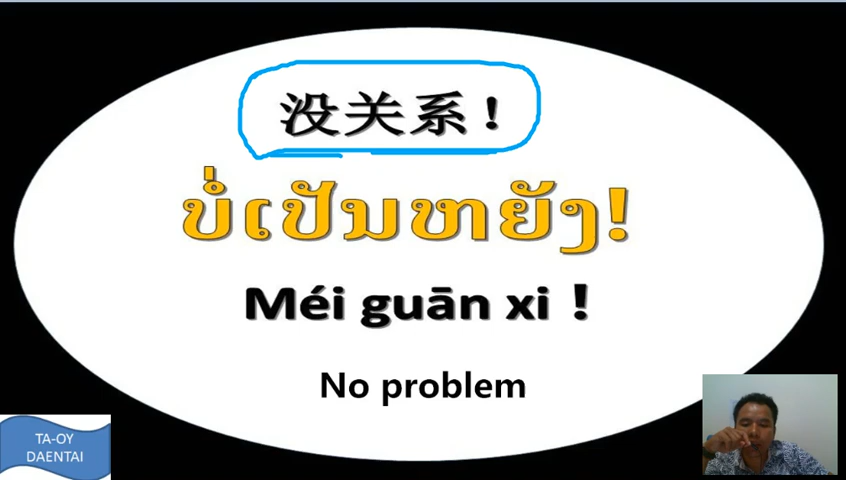 没关系！
ບໍ່ເປັນຫຍັງ!
Méi guān xi！
No problem
TA-OY
DAENTAI